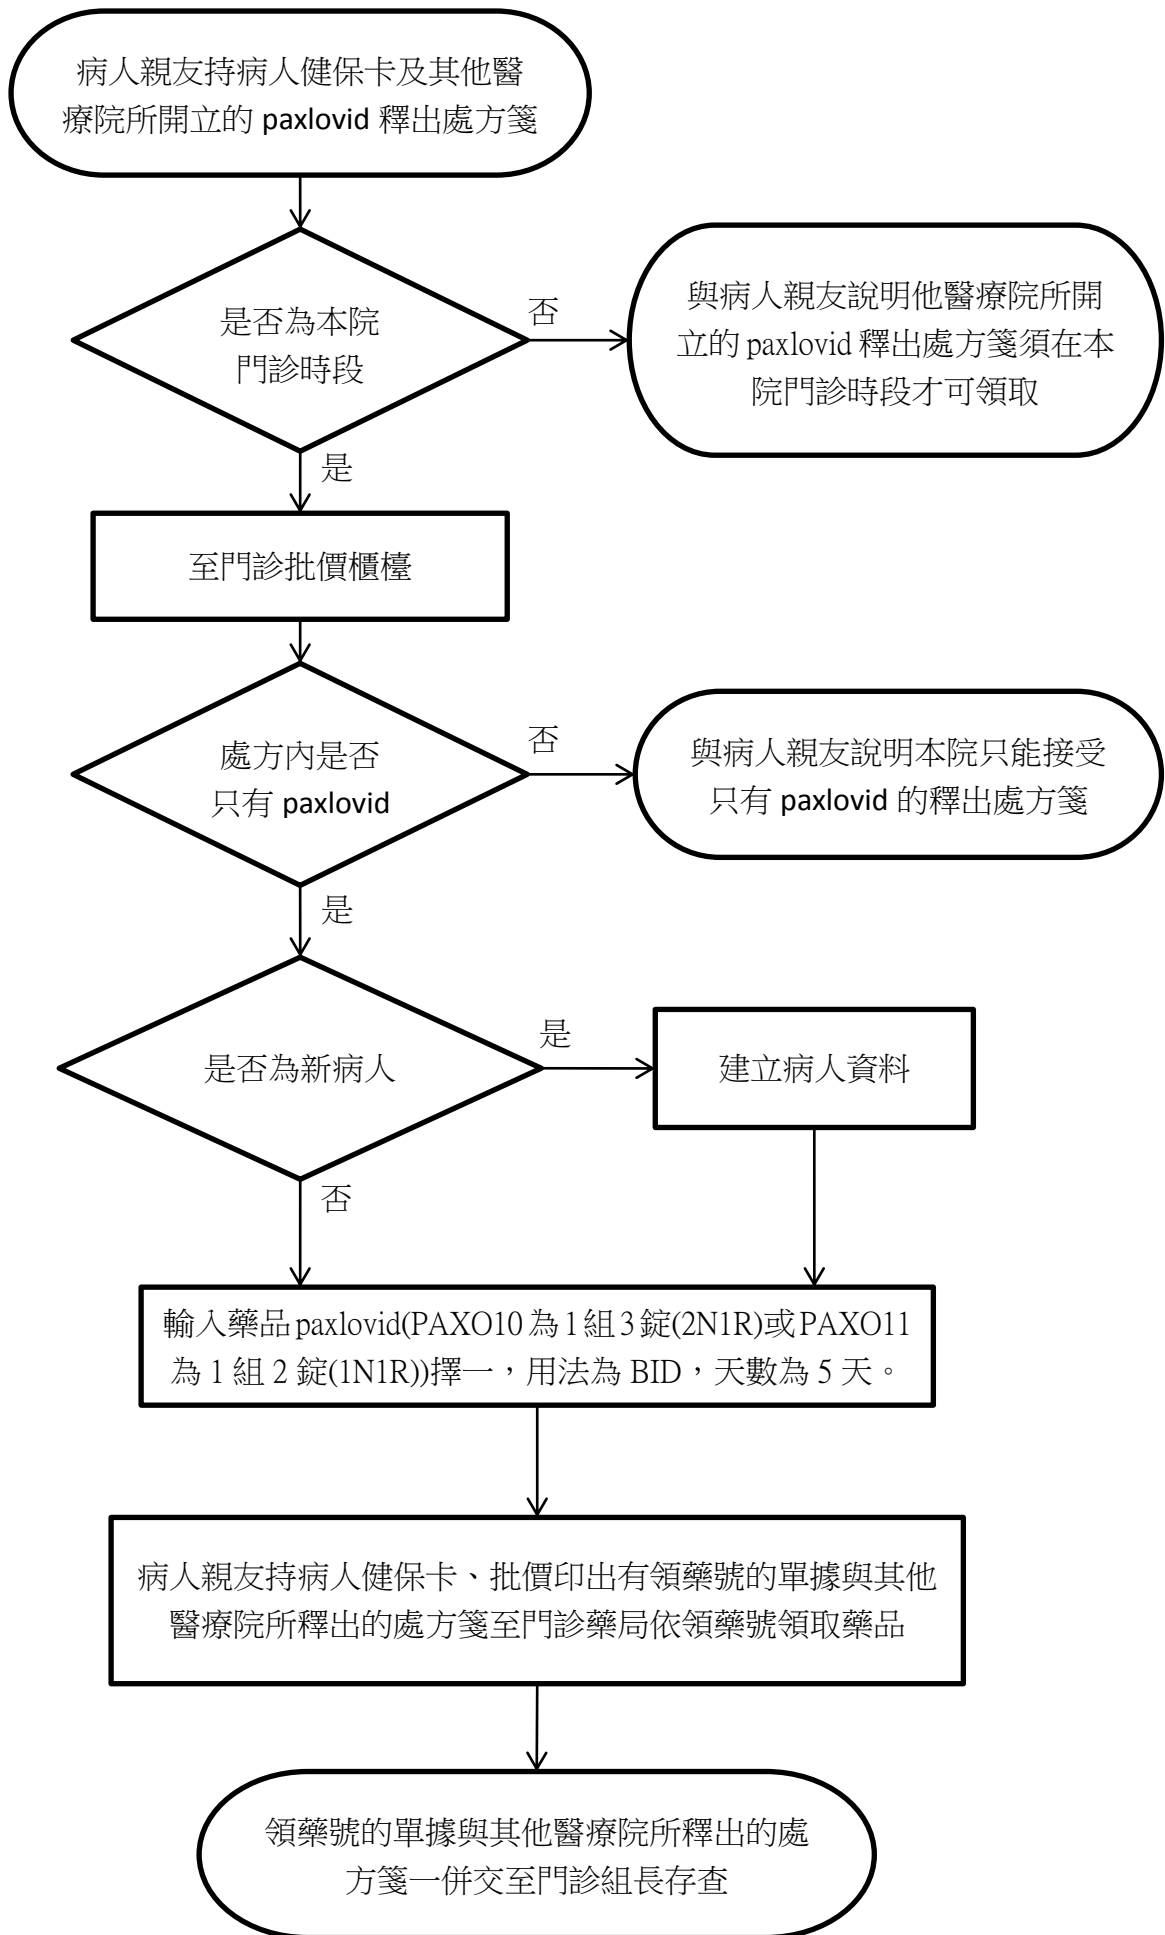 病人親友持病人健保卡及其他醫
療院所開立的 paxlovid 釋出處方箋
是否為本院
門診時段
否
與病人親友說明他醫療院所開
立的 paxlovid 釋出處方箋須在本
院門診時段才可領取
是
至門診批價櫃檯
處方內是否
只有 paxlovid
否
與病人親友說明本院只能接受
只有 paxlovid 的釋出處方箋
是
是否為新病人
是
建立病人資料
否
輸入藥品 paxlovid(PAXO10 為 1 組 3 錠(2N1R)或 PAXO11
為 1 組 2 錠(1N1R))擇一,用法為 BID,天數為 5 天。
病人親友持病人健保卡、批價印出有領藥號的單據與其他
醫療院所釋出的處方箋至門診藥局依領藥號領取藥品
領藥號的單據與其他醫療院所釋出的處
方箋一併交至門診組長存查